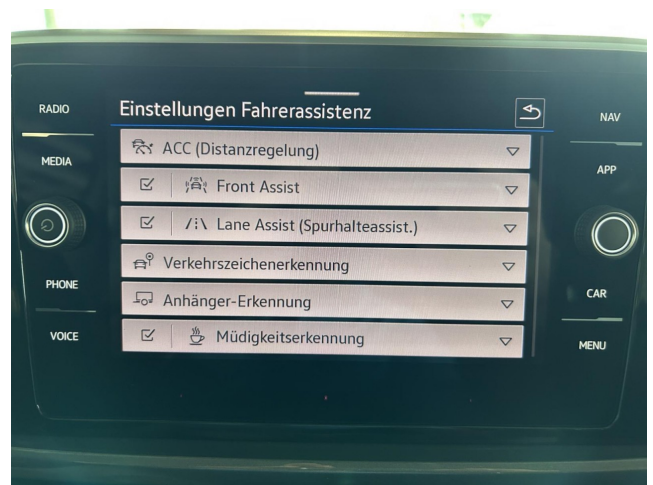 Einstellungen Fahrerassistenz
RADIO
MEDIA
PHONE
VOICE
ACC (Distanzregelung)
Front Assist
Lane Assist (Spurhalteassist.)
Verkehrszeichenerkennung
Anhänger-Erkennung
Müdigkeitserkennung
NAV
APP
CAR
MENU